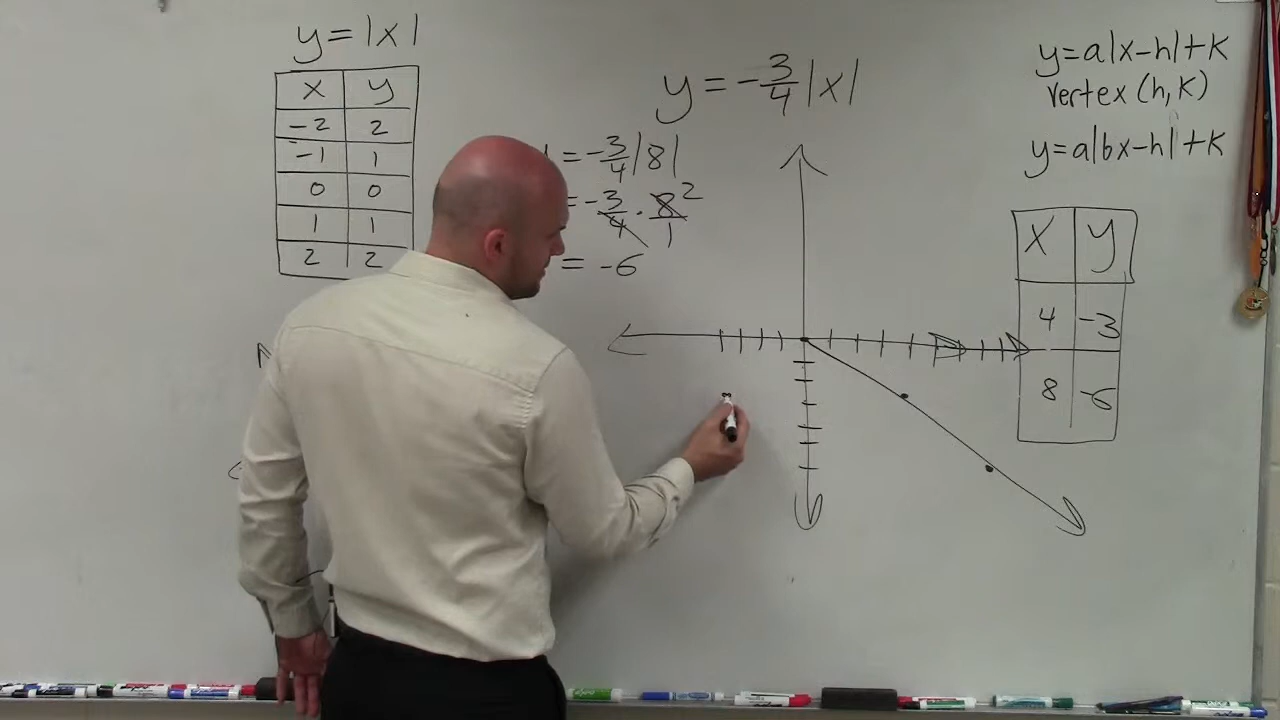 y=|x|
x y
-2 2
-1 1
0 0
1 1
2 2
y=-3/4|x|
=-3/4|8|
=-3/4·8/1 2
=-6
y=a|x-h|+k
vertex (h,k)
y=a|bx-h|+k
x y
4 -3
8 -6